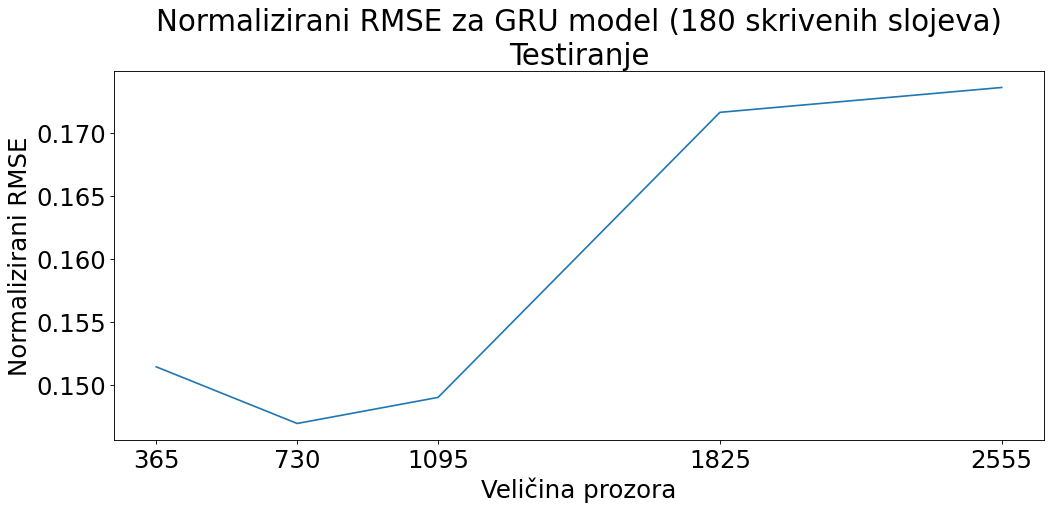 Normalizirani RMSE za GRU model (180 skrivenih slojeva)
Testiranje
Normalizirani RMSE
0.170
0.165
0.160
0.155
0.150
365 730 1095 1825 2555
Veličina prozora